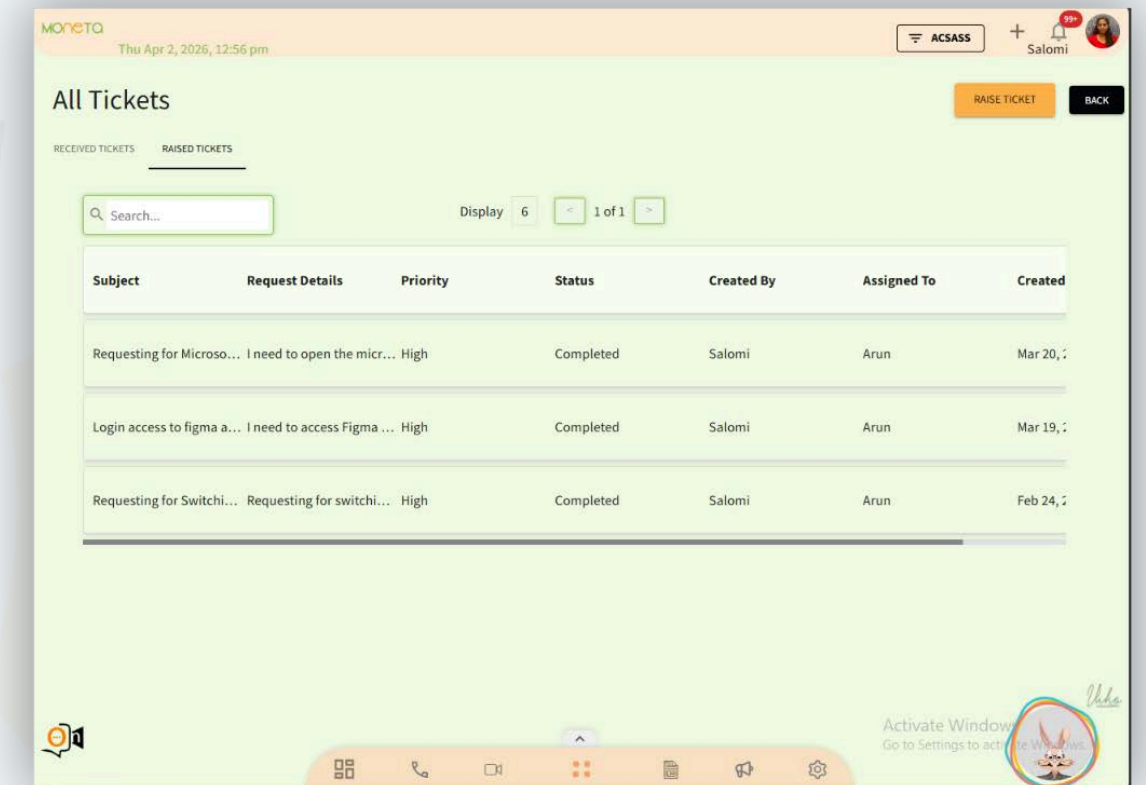 MONETA
Thu Apr 2, 2026, 12:56 pm
ACSASS
+
99+
Salomi
All Tickets
RAISE TICKET
BACK
RECEIVED TICKETS RAISED TICKETS
Search...
Display 6 < 1 of 1 >
Subject Request Details Priority Status Created By Assigned To Created
Requesting for Microso... I need to open the micr... High Completed Salomi Arun Mar 20, 2
Login access to figma a... I need to access Figma ... High Completed Salomi Arun Mar 19, 2
Requesting for Switchi... Requesting for switchi... High Completed Salomi Arun Feb 24, 2
Activate Windows
Go to Settings to activate Windows.